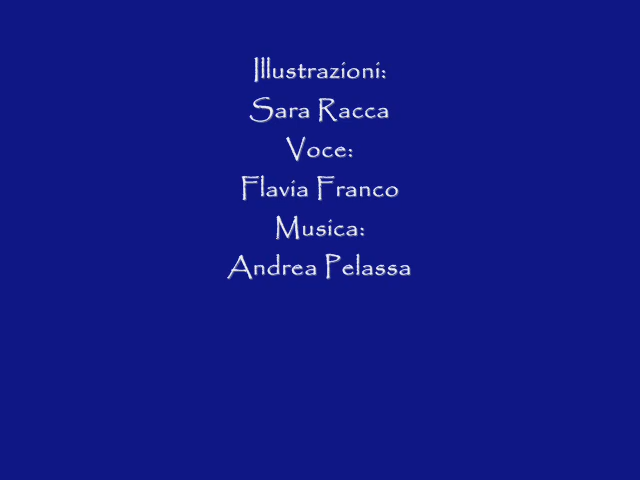 Illustrazioni:
Sara Racca
Voce:
Flavia Franco
Musica:
Andrea Pelassa